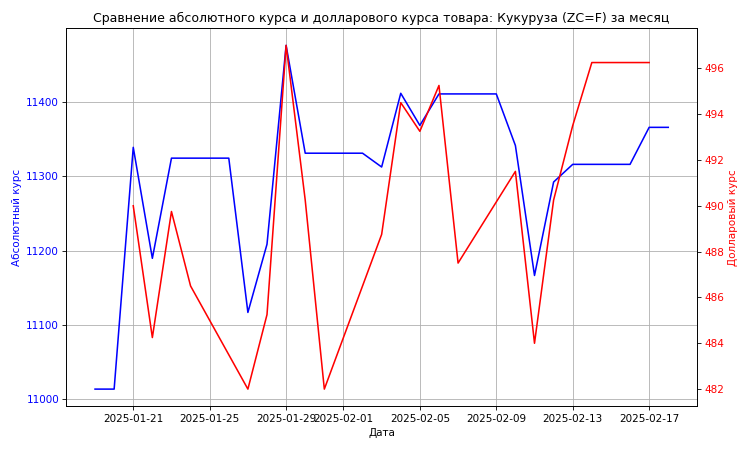 Сравнение абсолютного курса и долларового курса товара: Кукуруза (ZC=F) за месяц
Абсолютный курс
11400
11300
11200
11100
11000
496
494
492
490
488
486
484
482
Долларовый курс
2025-01-21 2025-01-25 2025-01-29 2025-02-01 2025-02-05 2025-02-09 2025-02-13 2025-02-17
Дата